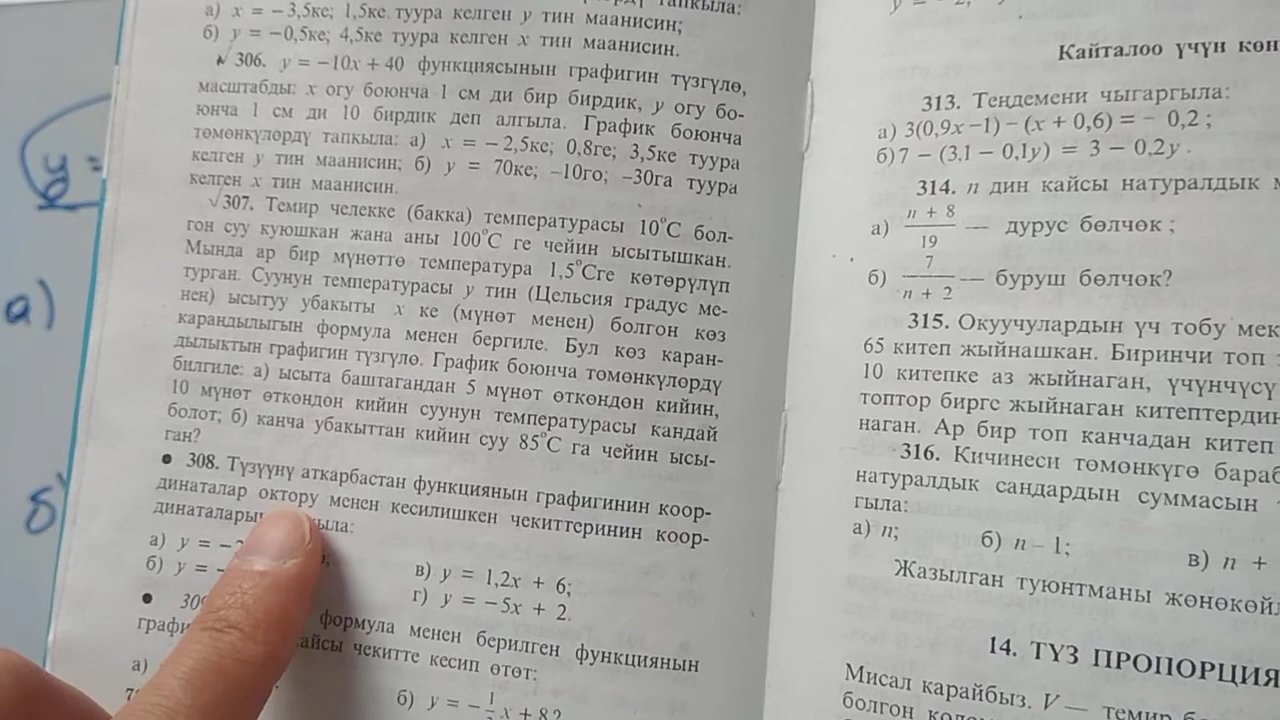 а) x = – 3,5ке; 1,5ке туура келген y тин маанисин;
б) y = –0,5ке; 4,5ке туура келген x тин маанисин.
√ 306. y = –10x + 40 функциясынын графигин түзгүлө,
масштабды: x огу боюнча 1 см ди бир бирдик, y огу бо-
юнча 1 см ди 10 бирдик деп алгыла. График боюнча
төмөнкүлөрдү тапкыла: а) x = – 2,5ке; 0,8ге; 3,5ке туура
келген y тин маанисин; б) y = 70ке; –10го; –30га туура
келген x тин маанисин.
√307. Темир челекке (бакка) температурасы 10°С бол-
гон суу куюшкан жана аны 100°С ге чейин ысытышкан.
Мында ар бир мүнөттө температура 1,5°Сге көтөрүлүп
турган. Суунун температурасы y тин (Цельсия градус ме-
нен) ысытуу убакыты x ке (мүнөт менен) болгон көз
карандылыгын формула менен бергиле. Бул көз каран-
дылыктын графигин түзгүлө. График боюнча төмөнкүлөрдү
билгиле: а) ысыта баштагандан 5 мүнөт өткөндөн кийин,
10 мүнөт өткөндөн кийин суунун температурасы кандай
болот; б) канча убакыттан кийин суу 85°С га чейин ысы-
ган?
• 308. Түзүүнү аткарбастан функциянын графигинин коор-
динаталар октору менен кесилишкен чекиттеринин коор-
динаталарын
а) y = –
б) y = –
в) y = 1,2x + 6;
г) y = –5x + 2.
• 309
формула менен берилген функциянын
графи
чекитте кесип өтөт:
а)
б) y = –
x + 82
y =
а)
б
Кайталоо үчүн көн
313. Теңдемени чыгаргыла:
а) 3(0,9x –1) – (x + 0,6) = – 0,2 ;
б) 7 – (3,1 – 0,1y) = 3 – 0,2y .
314. n дин кайсы натуралдык м
а) n + 8 / 19 — дурус бөлчөк ;
б) 7 / n + 2 — буруш бөлчөк?
315. Окуучулардын үч тобу мек
65 китеп жыйнашкан. Биринчи топ
10 китепке аз жыйнаган, үчүнчүсү
топтор биргс жыйнаган китептердин
наган. Ар бир топ канчадан китеп
316. Кичинеси төмөнкүгө бараб
натуралдык сандардын суммасын
гыла:
а) n;
б) n – 1;
в) n +
Жазылган туюнтманы жөнөкөйл
14. ТҮЗ ПРОПОРЦИЯ
Мисал карайбыз. V — темир б